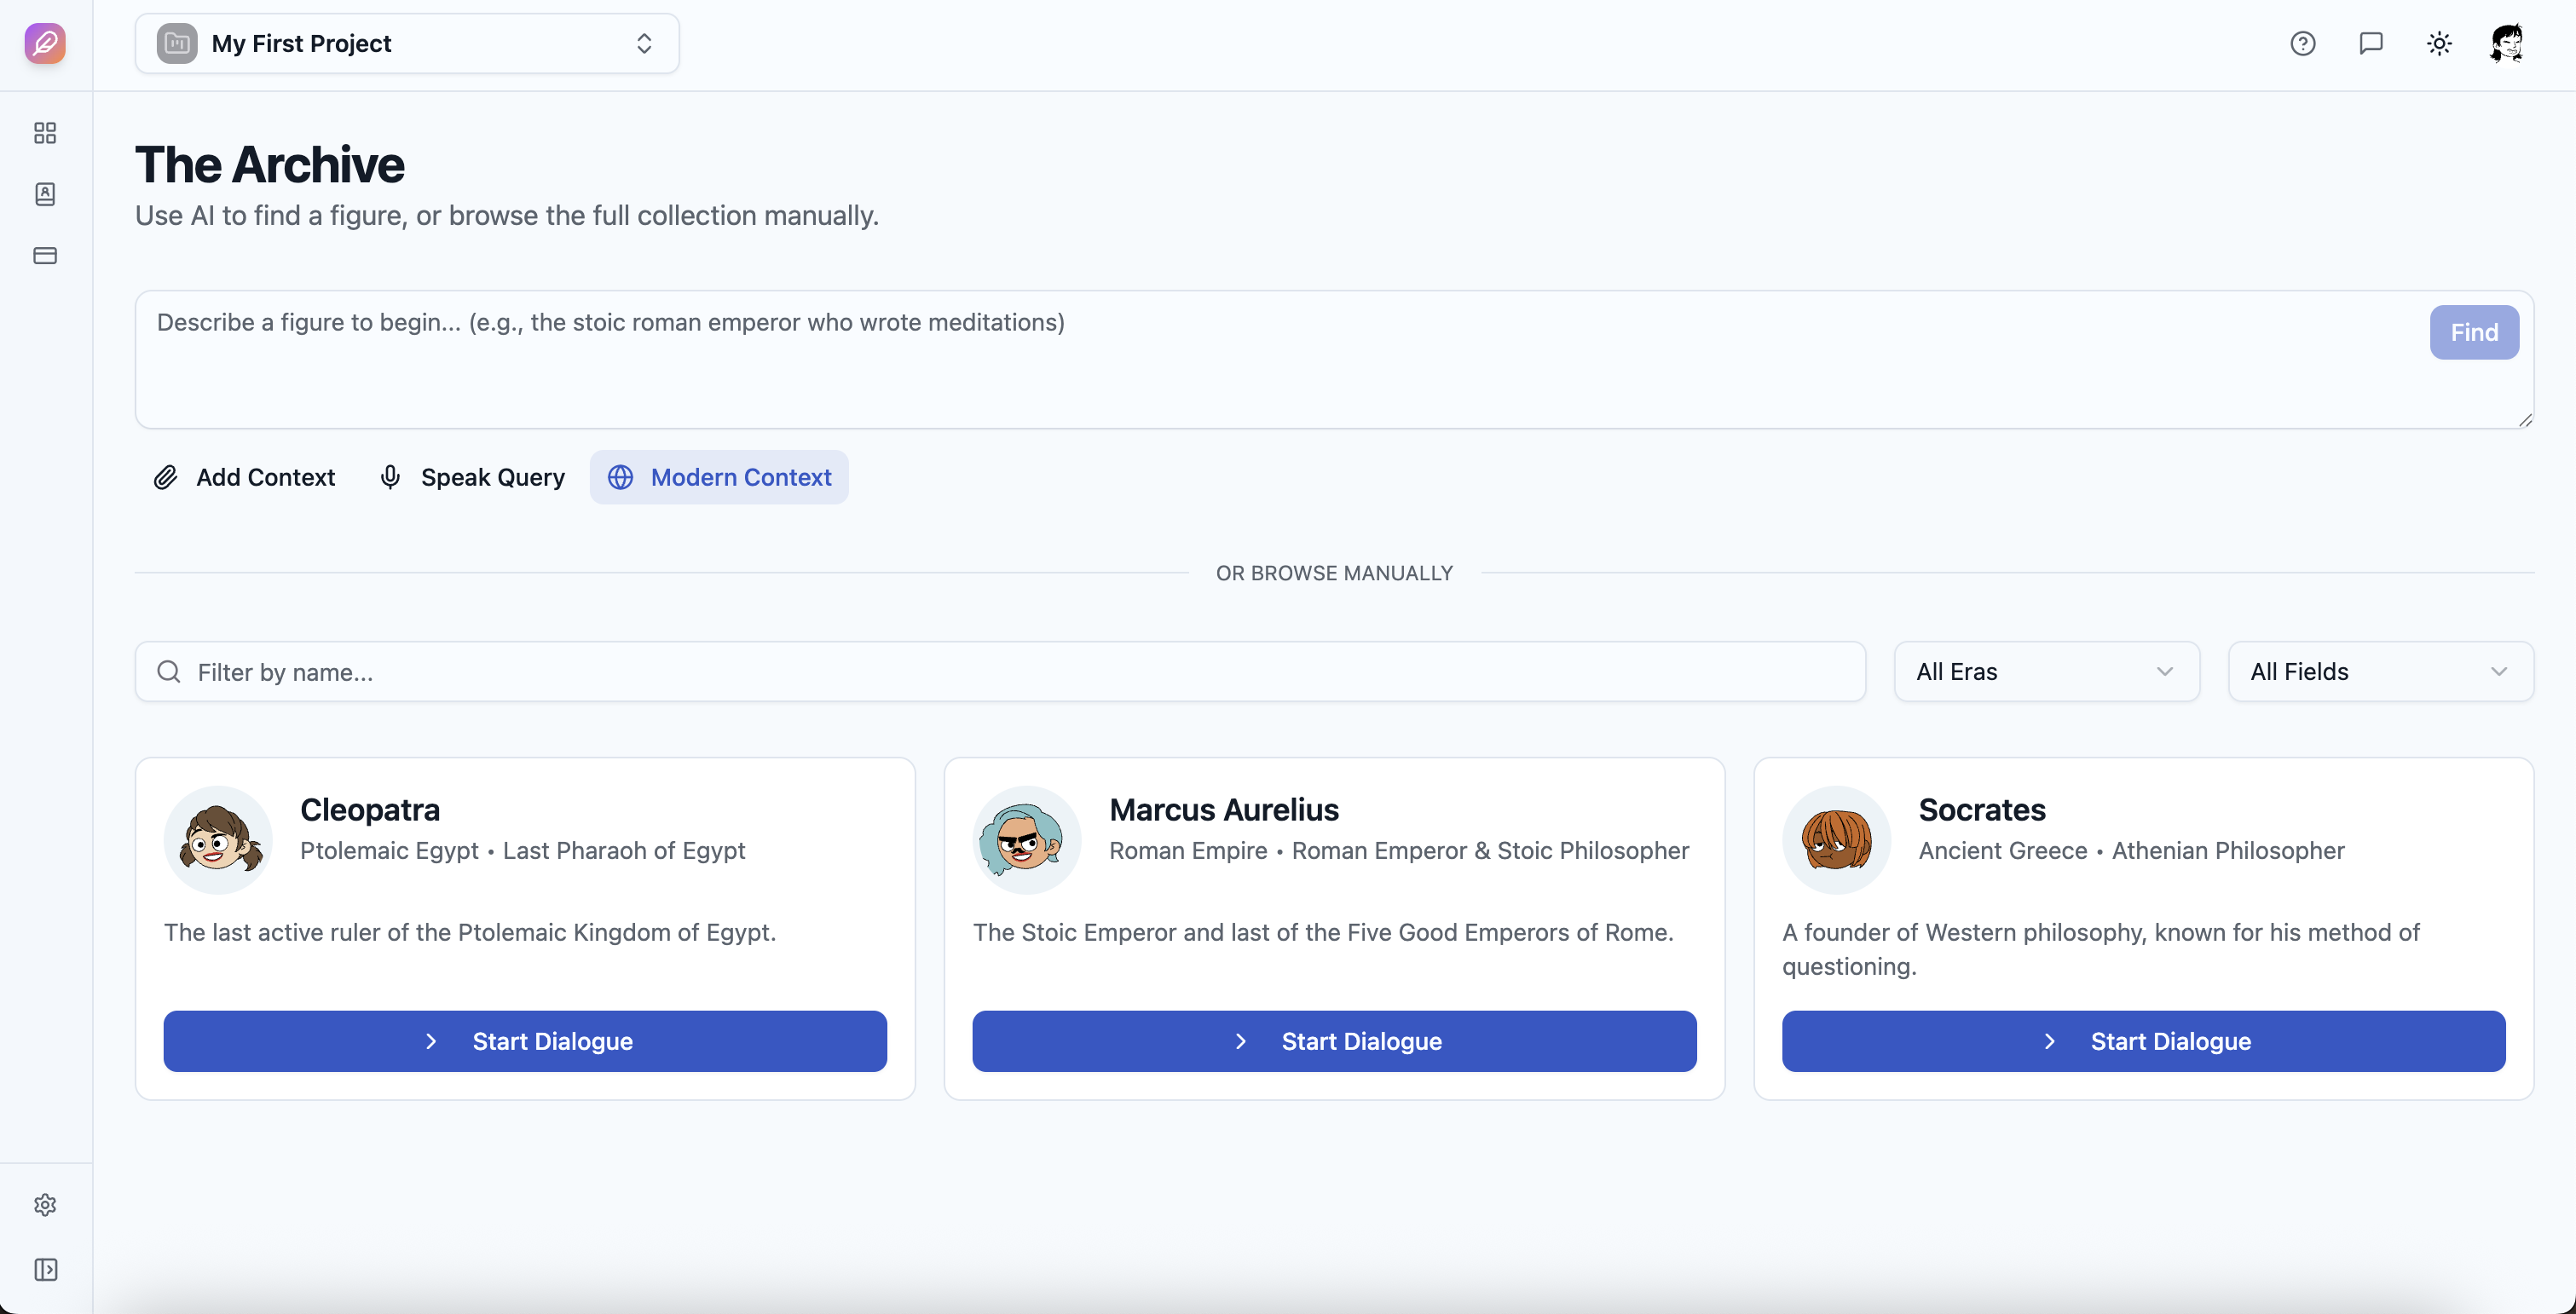 My First Project
The Archive
Use AI to find a figure, or browse the full collection manually.
Describe a figure to begin... (e.g., the stoic roman emperor who wrote meditations)
Find
Add Context
Speak Query
Modern Context
OR BROWSE MANUALLY
Filter by name...
All Eras
All Fields
Cleopatra
Ptolemaic Egypt • Last Pharaoh of Egypt
The last active ruler of the Ptolemaic Kingdom of Egypt.
Start Dialogue
Marcus Aurelius
Roman Empire • Roman Emperor & Stoic Philosopher
The Stoic Emperor and last of the Five Good Emperors of Rome.
Start Dialogue
Socrates
Ancient Greece • Athenian Philosopher
A founder of Western philosophy, known for his method of
questioning.
Start Dialogue